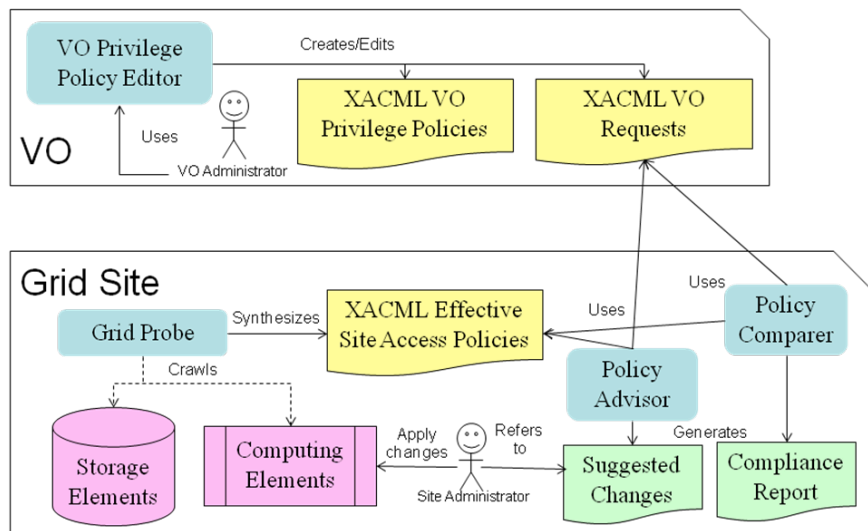 VO Privilege
Policy Editor
Creates/Edits
XACML VO
Privilege Policies
XACML VO
Requests
Uses
VO
VO Administrator
Grid Site
Grid Probe
Synthesizes
XACML Effective
Site Access Policies
Uses
Uses
Policy
Comparer
Crawls
Policy
Advisor
Storage
Elements
Computing
Elements
Apply
changes
Refers
to
Site Administrator
Generates
Suggested
Changes
Compliance
Report